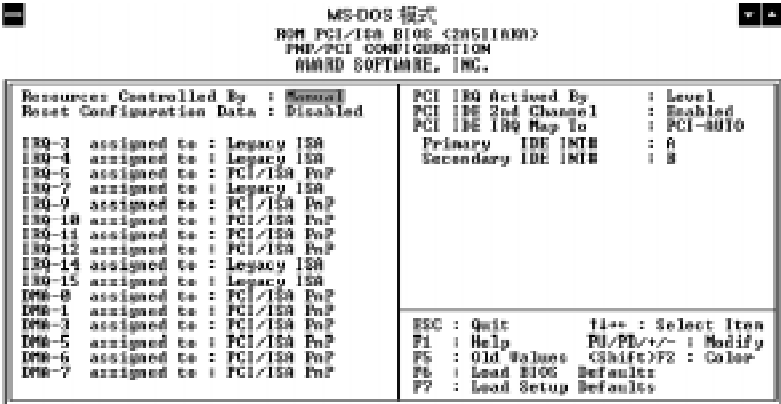 MS-DOS 模式
ROM PCI/ISA BIOS (2A5IIAKA)
PNP/PCI CONFIGURATION
AWARD SOFTWARE, INC.
Resources Controlled By : Manual
Reset Configuration Data : Disabled
IRQ-3 assigned to : Legacy ISA
IRQ-4 assigned to : Legacy ISA
IRQ-5 assigned to : PCI/ISA PnP
IRQ-7 assigned to : Legacy ISA
IRQ-9 assigned to : PCI/ISA PnP
IRQ-10 assigned to : PCI/ISA PnP
IRQ-11 assigned to : PCI/ISA PnP
IRQ-12 assigned to : PCI/ISA PnP
IRQ-14 assigned to : Legacy ISA
IRQ-15 assigned to : Legacy ISA
DMA-0 assigned to : PCI/ISA PnP
DMA-1 assigned to : PCI/ISA PnP
DMA-3 assigned to : PCI/ISA PnP
DMA-5 assigned to : PCI/ISA PnP
DMA-6 assigned to : PCI/ISA PnP
DMA-7 assigned to : PCI/ISA PnP
PCI IRQ Actived By : Level
PCI IDE 2nd Channel : Enabled
PCI IDE IRQ Map To : PCI-AUTO
Primary IDE INT# : A
Secondary IDE INT# : B
ESC : Quit ↑↓→← : Select Item
F1 : Help PU/PD/+/- : Modify
F5 : Old Values (Shift)F2 : Color
F6 : Load BIOS Defaults
F7 : Load Setup Defaults